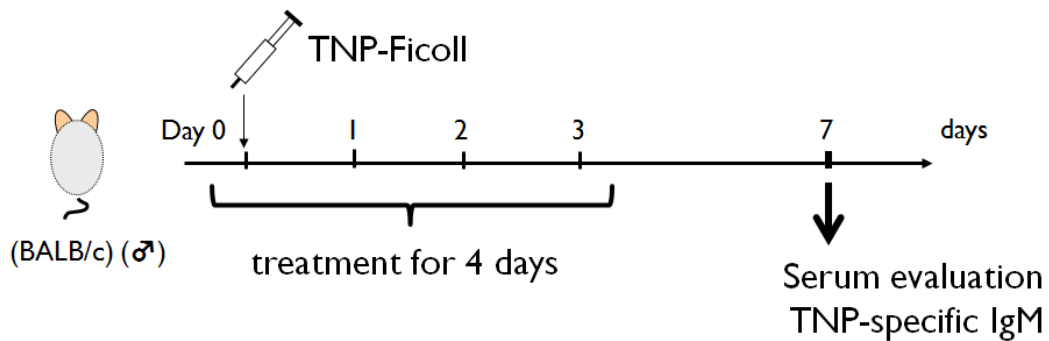 TNP-Ficoll
Day 0 1 2 3 7 days
(BALB/c) (♂)
treatment for 4 days
Serum evaluation
TNP-specific IgM